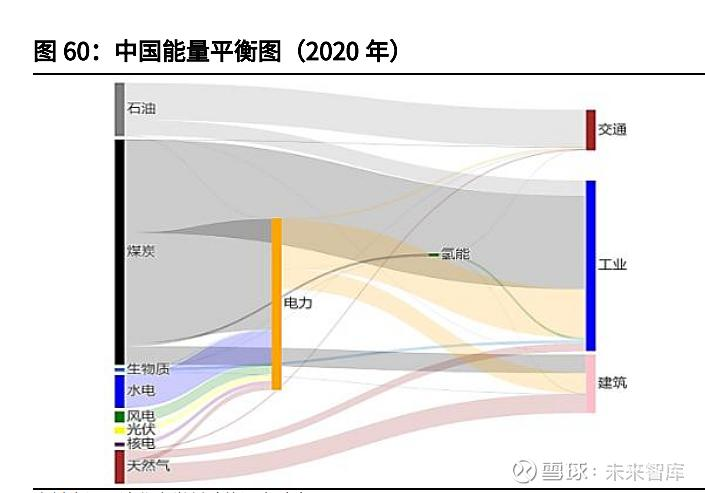 图 60：中国能量平衡图（2020 年）
石油
交通
煤炭
氢能
工业
电力
生物质
水电
建筑
风电
光伏
核电
天然气
雪球：未来智库